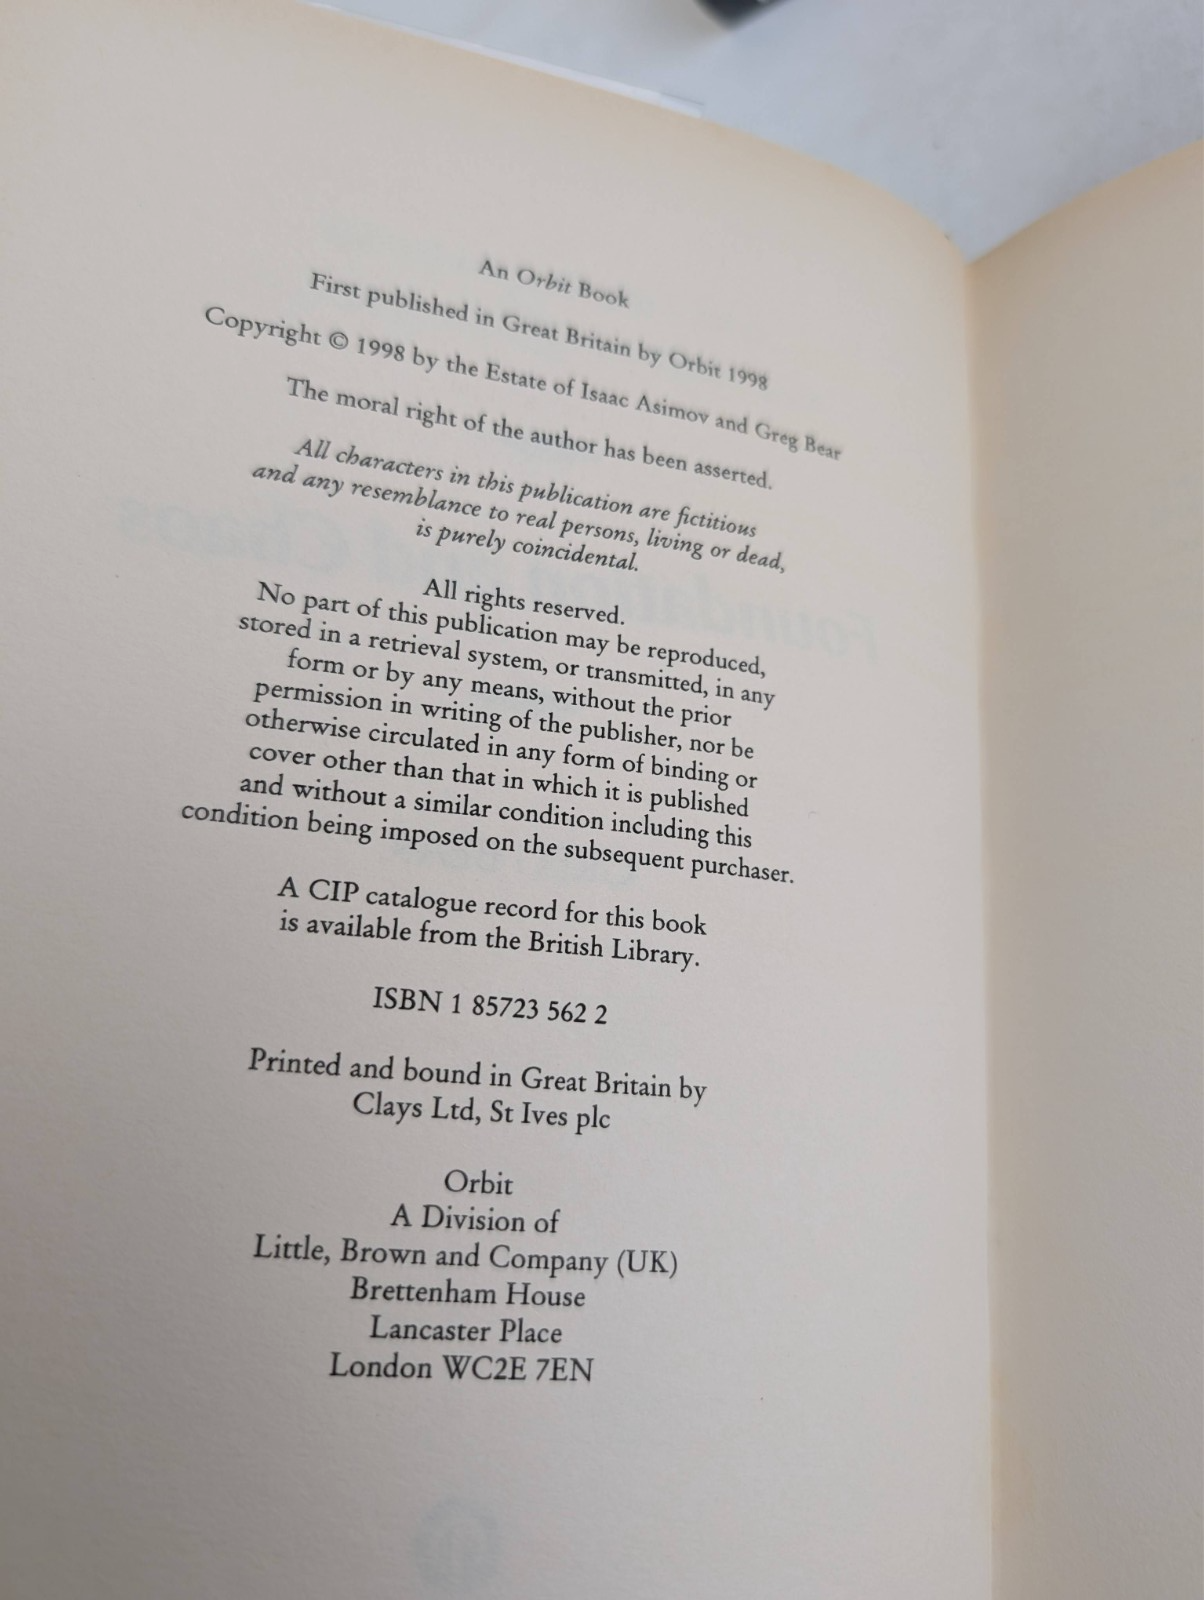 An Orbit Book
First published in Great Britain by Orbit 1998
Copyright © 1998 by the Estate of Isaac Asimov and Greg Bear
The moral right of the author has been asserted.
All characters in this publication are fictitious
and any resemblance to real persons, living or dead,
is purely coincidental.
All rights reserved.
No part of this publication may be reproduced,
stored in a retrieval system, or transmitted, in any
form or by any means, without the prior
permission in writing of the publisher, nor be
otherwise circulated in any form of binding or
cover other than that in which it is published
and without a similar condition including this
condition being imposed on the subsequent purchaser.
A CIP catalogue record for this book
is available from the British Library.
ISBN 1 85723 562 2
Printed and bound in Great Britain by
Clays Ltd, St Ives plc
Orbit
A Division of
Little, Brown and Company (UK)
Brettenham House
Lancaster Place
London WC2E 7EN